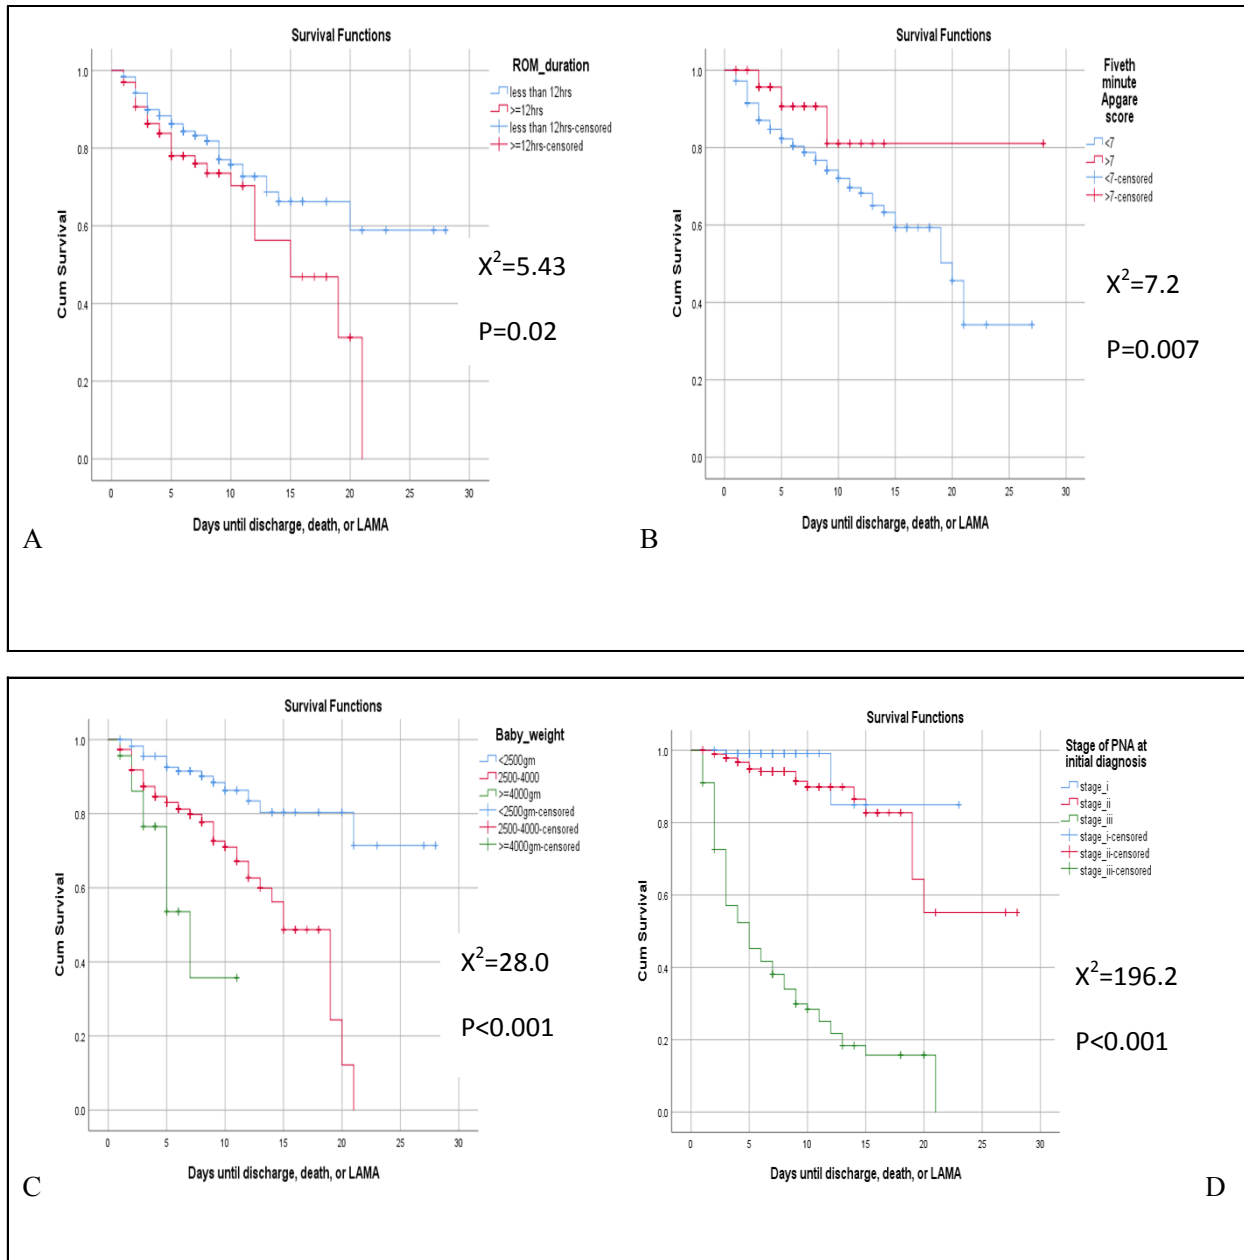 Survival Functions
ROM_duration
less than 12hrs
>=12hrs
less than 12hrs-censored
>=12hrs-censored
1.0
0.8
0.6
0.4
0.2
0.0
Cum Survival
X²=5.43
P=0.02
0 5 10 15 20 25 30
Days until discharge, death, or LAMA
A
Survival Functions
Fiveth
minute
Apgare
score
<7
>7
<7-censored
>7-censored
1.0
0.8
0.6
0.4
0.2
0.0
Cum Survival
X²=7.2
P=0.007
0 5 10 15 20 25 30
Days until discharge, death, or LAMA
B
Survival Functions
Baby_weight
<2500gm
2500-4000
>=4000gm
<2500gm-censored
2500-4000-censored
>=4000gm-censored
1.0
0.8
0.6
0.4
0.2
0.0
Cum Survival
X²=28.0
P<0.001
0 5 10 15 20 25 30
Days until discharge, death, or LAMA
C
Survival Functions
Stage of PNA at
initial diagnosis
stage_i
stage_ii
stage_iii
stage_i-censored
stage_ii-censored
stage_iii-censored
1.0
0.8
0.6
0.4
0.2
0.0
Cum Survival
X²=196.2
P<0.001
0 5 10 15 20 25 30
Days until discharge, death, or LAMA
D